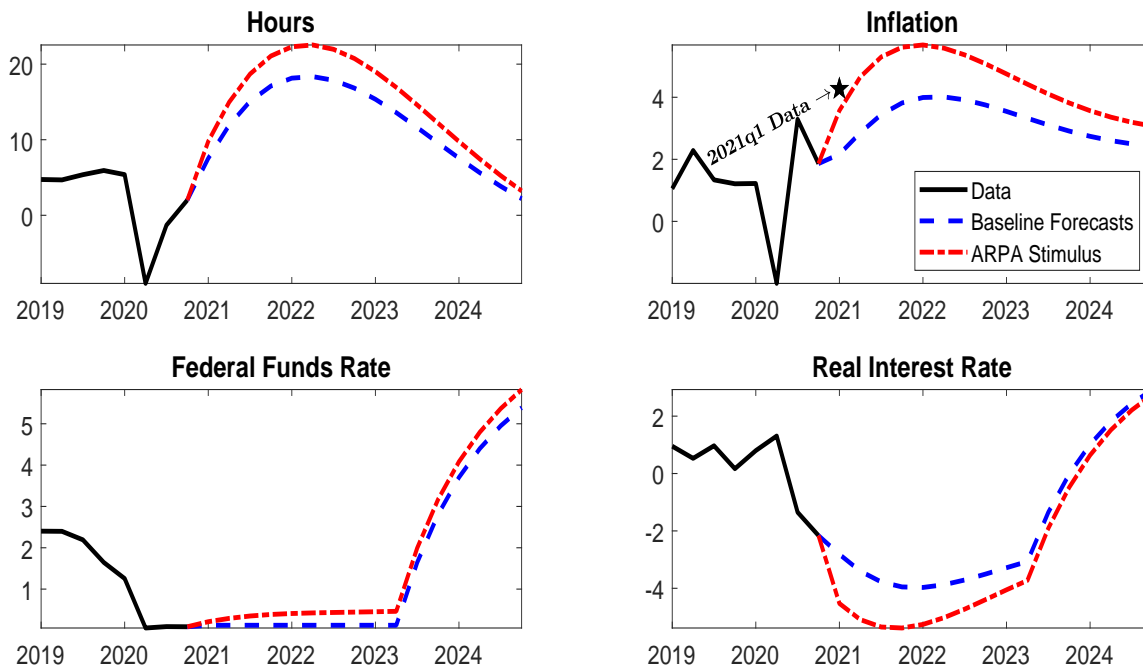 Hours
20
10
0
2019 2020 2021 2022 2023 2024
Inflation
4
2
0
2021q1 Data →
Data
Baseline Forecasts
ARPA Stimulus
2019 2020 2021 2022 2023 2024
Federal Funds Rate
5
4
3
2
1
2019 2020 2021 2022 2023 2024
Real Interest Rate
2
0
-2
-4
2019 2020 2021 2022 2023 2024